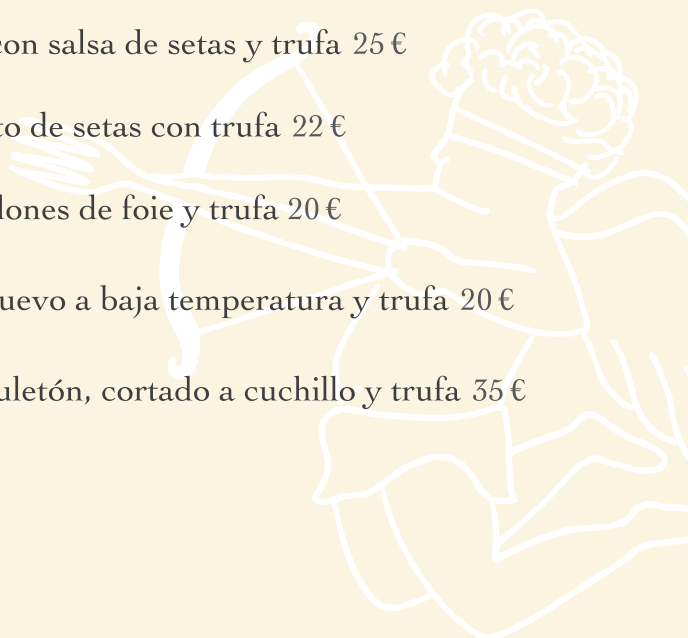 con salsa de setas y trufa 25 €
to de setas con trufa 22 €
lones de foie y trufa 20 €
uevo a baja temperatura y trufa 20 €
uletón, cortado a cuchillo y trufa 35 €